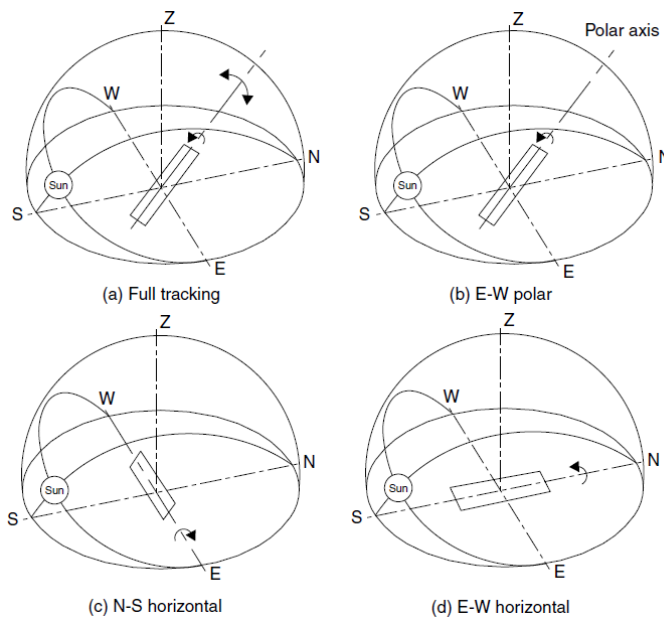 Z
W
Sun
N
S
E
(a) Full tracking
Z
Polar axis
W
Sun
N
S
E
(b) E-W polar
Z
W
Sun
N
S
E
(c) N-S horizontal
Z
W
Sun
N
S
E
(d) E-W horizontal